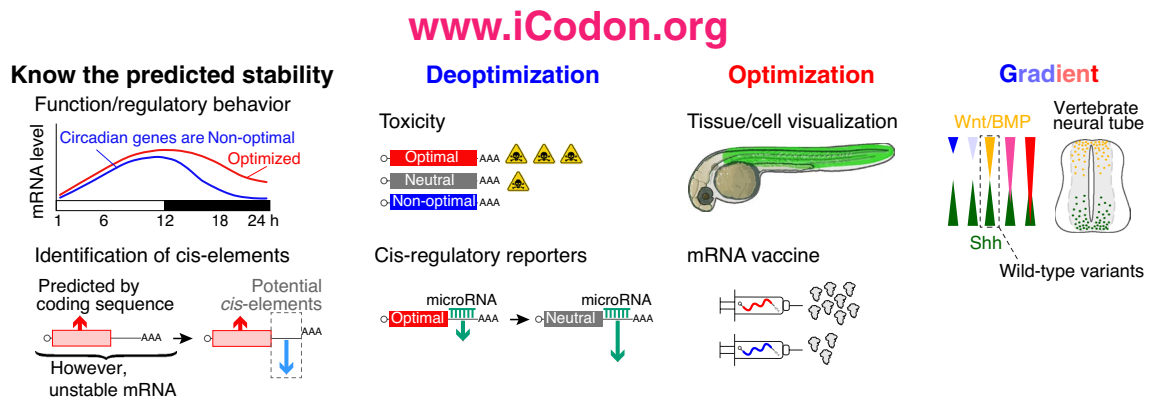 www.iCodon.org
Know the predicted stability
Function/regulatory behavior
mRNA level
Circadian genes are Non-optimal
Optimized
1 6 12 18 24 h
Identification of cis-elements
Predicted by
coding sequence
AAA
However,
unstable mRNA
Potential
cis-elements
AAA
Deoptimization
Toxicity
Optimal AAA
Neutral AAA
Non-optimal AAA
Cis-regulatory reporters
microRNA
Optimal AAA
microRNA
Neutral AAA
Optimization
Tissue/cell visualization
mRNA vaccine
Gradient
Wnt/BMP
Shh
Vertebrate
neural tube
Wild-type variants